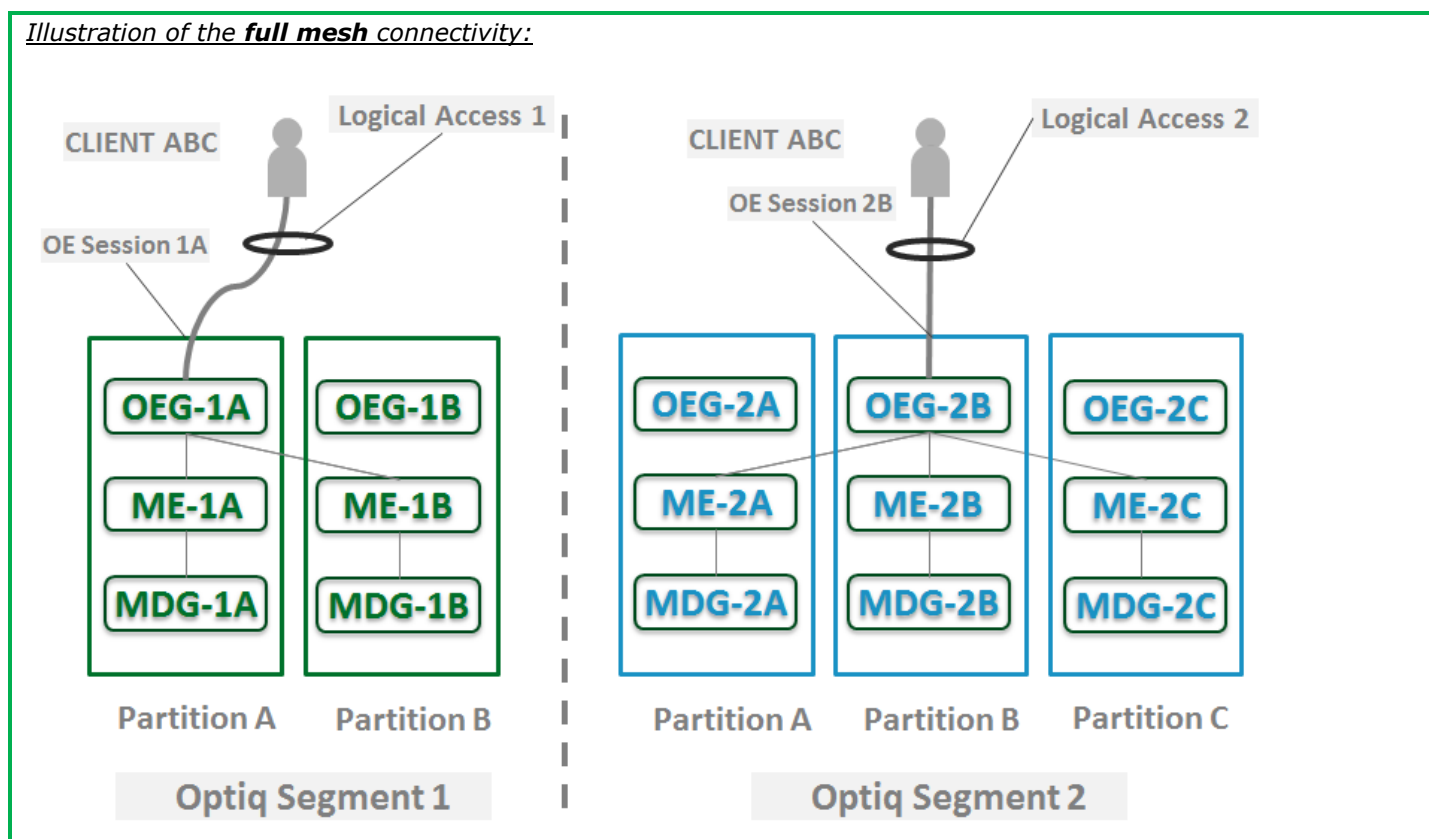 Illustration of the full mesh connectivity:
Logical Access 1
CLIENT ABC
OE Session 1A
OEG-1A
OEG-1B
ME-1A
ME-1B
MDG-1A
MDG-1B
Partition A
Partition B
Optiq Segment 1
Logical Access 2
CLIENT ABC
OE Session 2B
OEG-2A
OEG-2B
OEG-2C
ME-2A
ME-2B
ME-2C
MDG-2A
MDG-2B
MDG-2C
Partition A
Partition B
Partition C
Optiq Segment 2